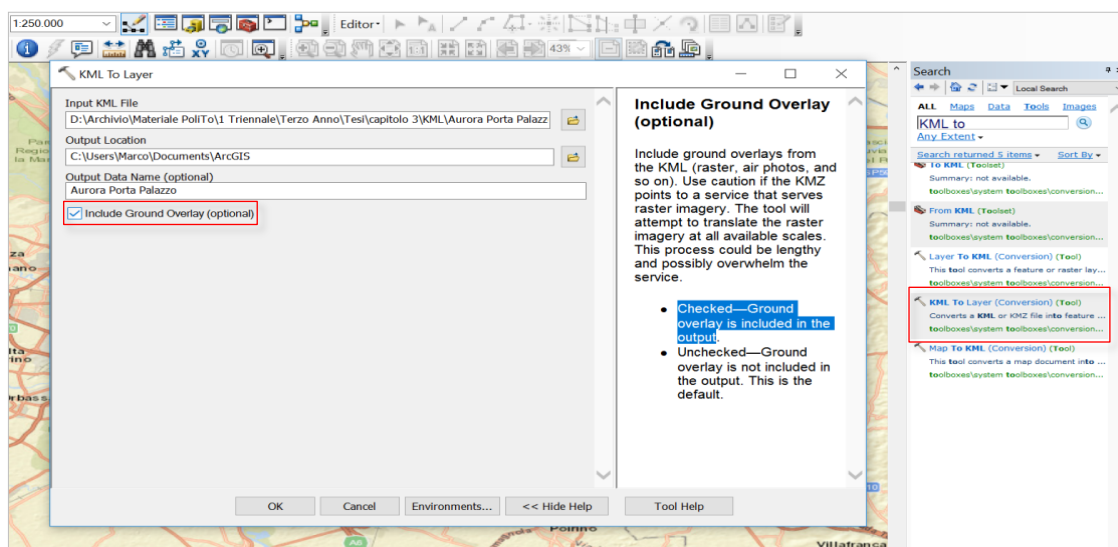 1:250.000
Editor
43%
KML To Layer
Input KML File
D:\Archivio\Materiale PoliTo\1 Triennale\Terzo Anno\Tesi\capitolo 3\KML\Aurora Porta Palazz
Output Location
C:\Users\Marco\Documents\ArcGIS
Output Data Name (optional)
Aurora Porta Palazzo
Include Ground Overlay (optional)
OK
Cancel
Environments...
<< Hide Help
Tool Help
Include Ground Overlay
(optional)
Include ground overlays from
the KML (raster, air photos, and
so on). Use caution if the KMZ
points to a service that serves
raster imagery. The tool will
attempt to translate the raster
imagery at all available scales.
This process could be lengthy
and possibly overwhelm the
service.
• Checked—Ground
overlay is included in the
output.
• Unchecked—Ground
overlay is not included in
the output. This is the
default.
Search
Local Search
ALL Maps Data Tools Images
KML to
Any Extent
Search returned 5 items Sort By
To KML (Toolset)
Summary: not available.
toolboxes\system toolboxes\conversion...
From KML (Toolset)
Summary: not available.
toolboxes\system toolboxes\conversion...
Layer To KML (Conversion) (Tool)
This tool converts a feature or raster lay...
toolboxes\system toolboxes\conversion...
KML To Layer (Conversion) (Tool)
Converts a KML or KMZ file into feature ...
toolboxes\system toolboxes\conversion...
Map To KML (Conversion) (Tool)
This tool converts a map document into ...
toolboxes\system toolboxes\conversion...
A6
Poirino
Villafranca